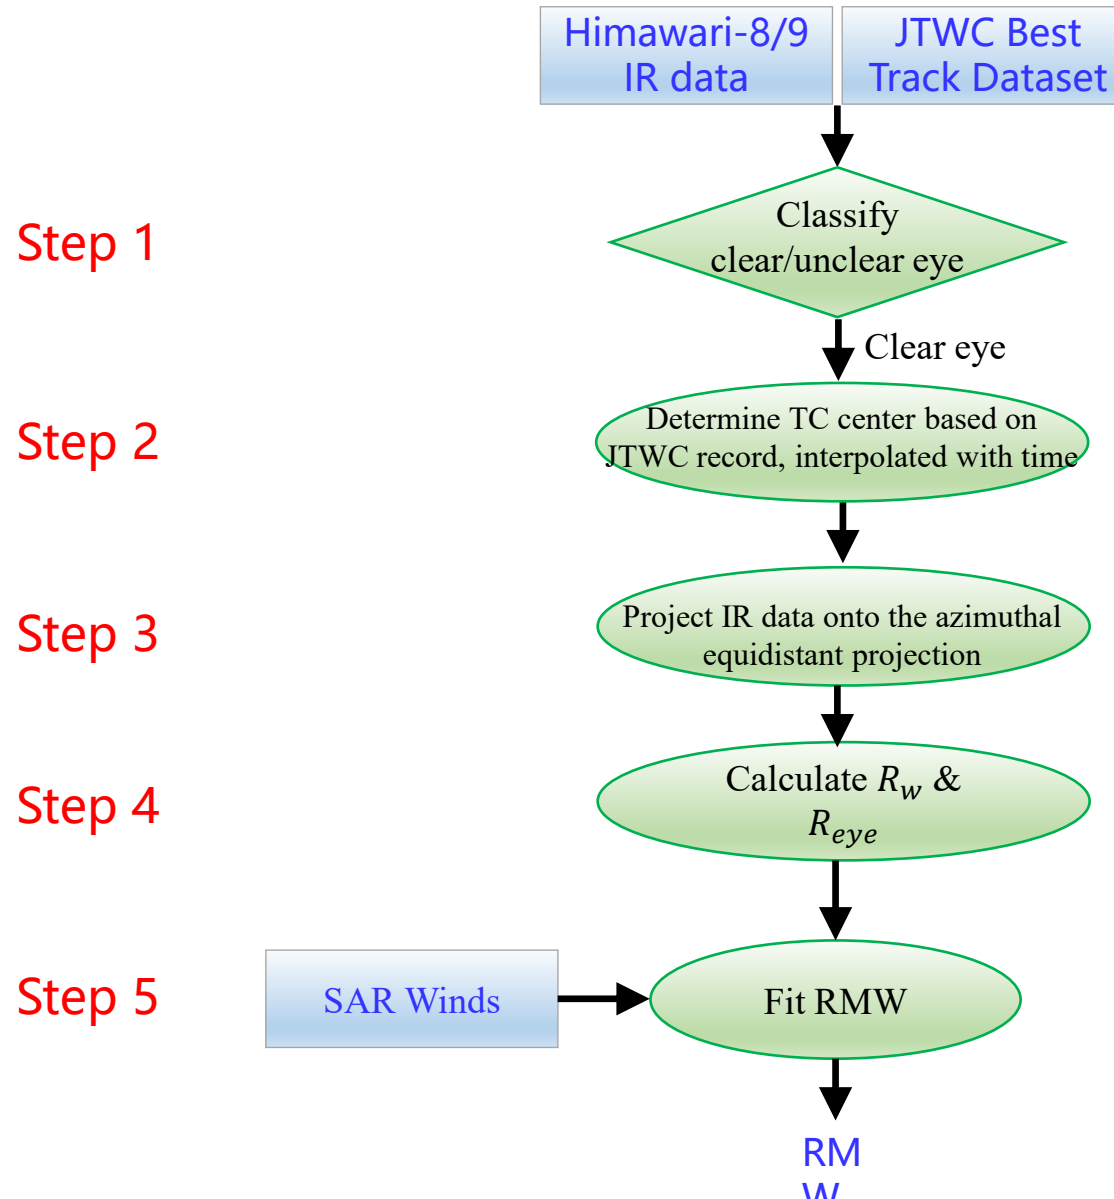 Himawari-8/9
IR data
JTWC Best
Track Dataset
Step 1
Classify
clear/unclear eye
Clear eye
Step 2
Determine TC center based on
JTWC record, interpolated with time
Step 3
Project IR data onto the azimuthal
equidistant projection
Step 4
Calculate R_w &
R_eye
Step 5
SAR Winds
Fit RMW
RM
W